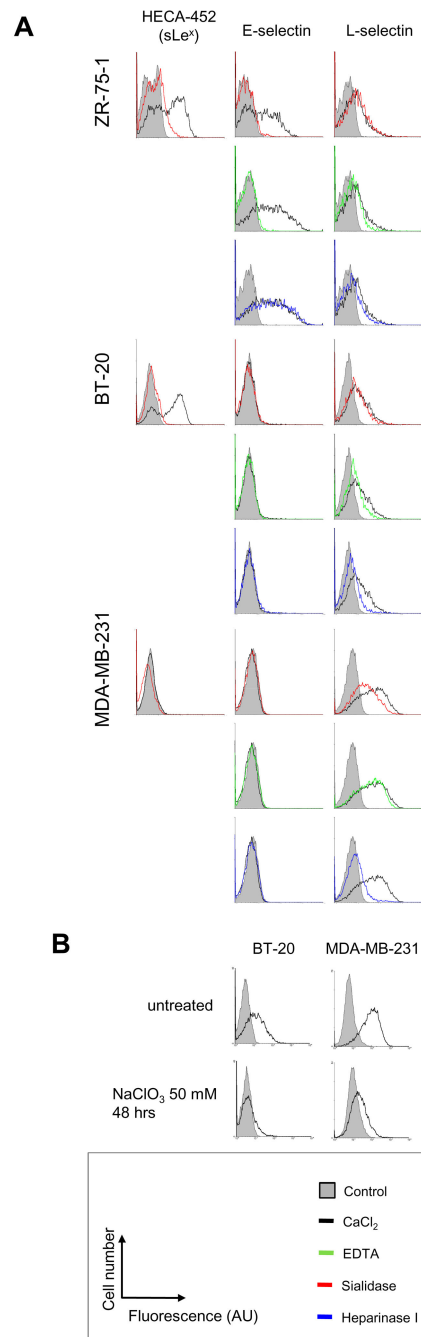 A
HECA-452
(sLeˣ)
E-selectin
L-selectin
ZR-75-1
BT-20
MDA-MB-231
B
BT-20
MDA-MB-231
untreated
NaClO₃ 50 mM
48 hrs
Cell number
Fluorescence (AU)
Control
CaCl₂
EDTA
Sialidase
Heparinase I